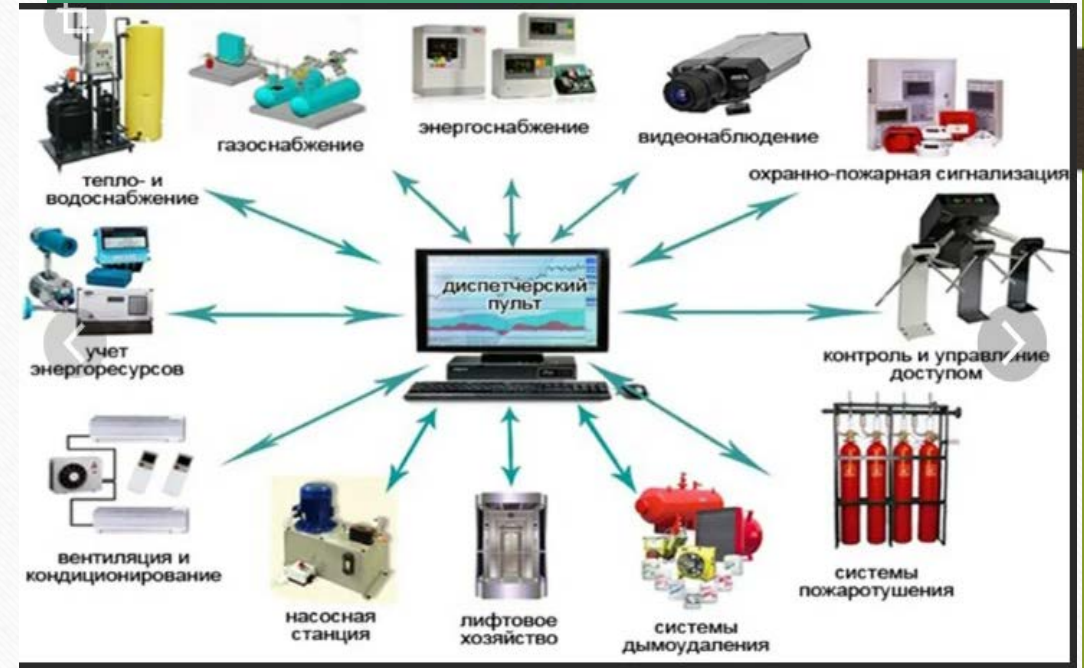 газоснабжение
энергоснабжение
видеонаблюдение
охранно-пожарная сигнализация
тепло- и
водоснабжение
диспетчерский
пульт
учет
энергоресурсов
контроль и управление
доступом
вентиляция и
кондиционирование
насосная
станция
лифтовое
хозяйство
системы
дымоудаления
системы
пожаротушения